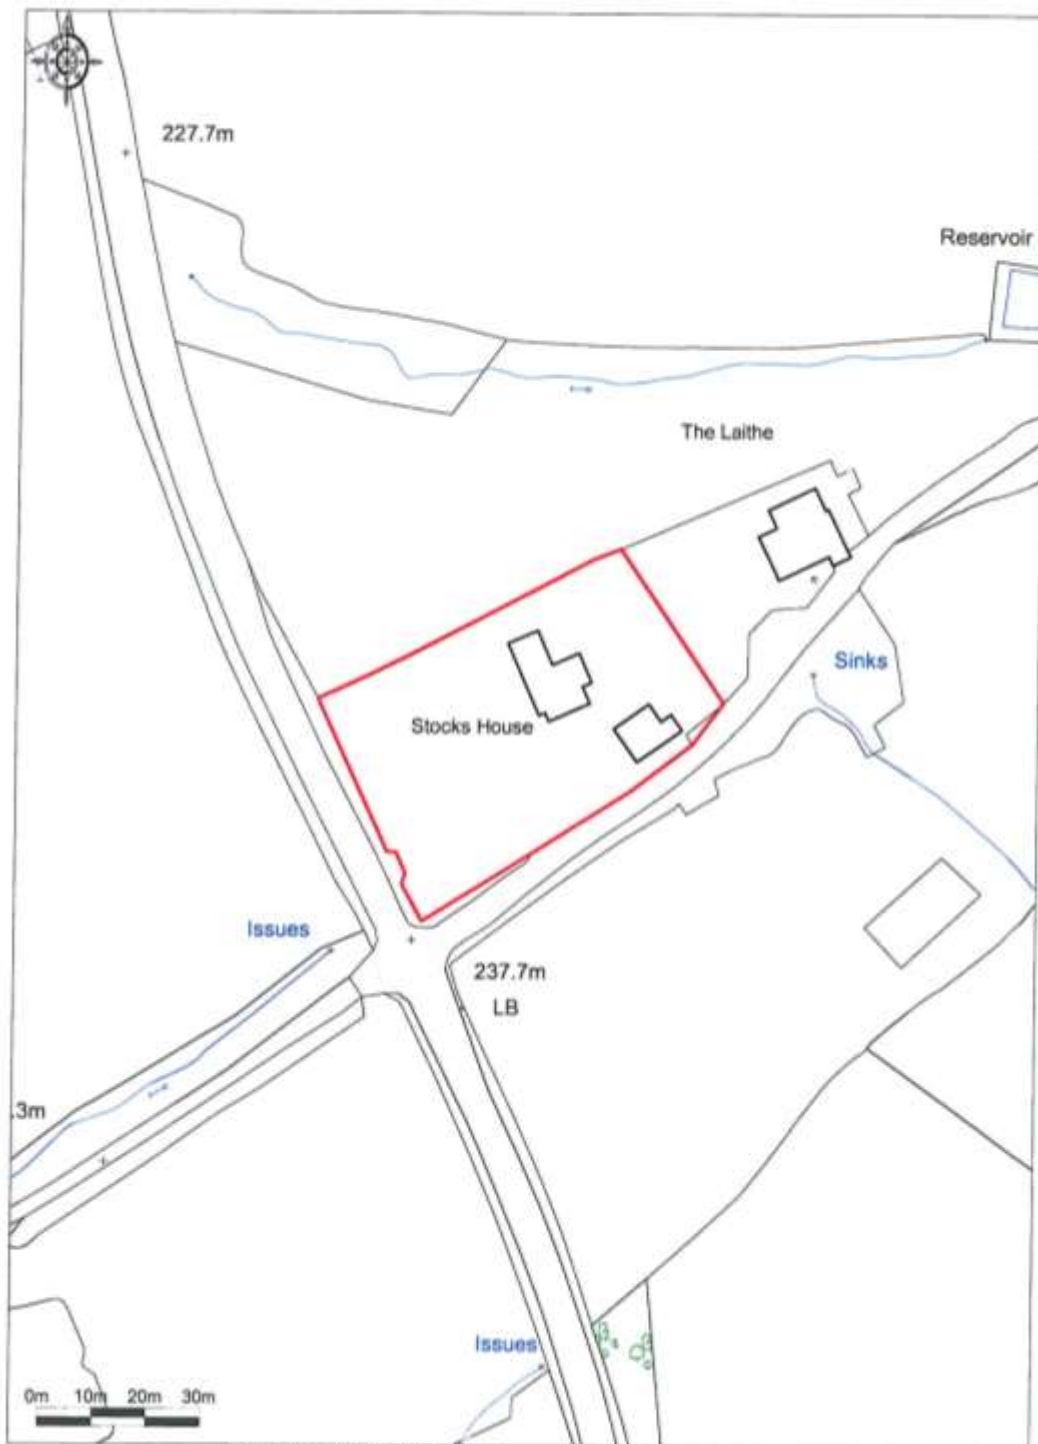 227.7m
Reservoir
The Laithe
Sinks
Stocks House
Issues
237.7m
LB
.3m
Issues
0m 10m 20m 30m